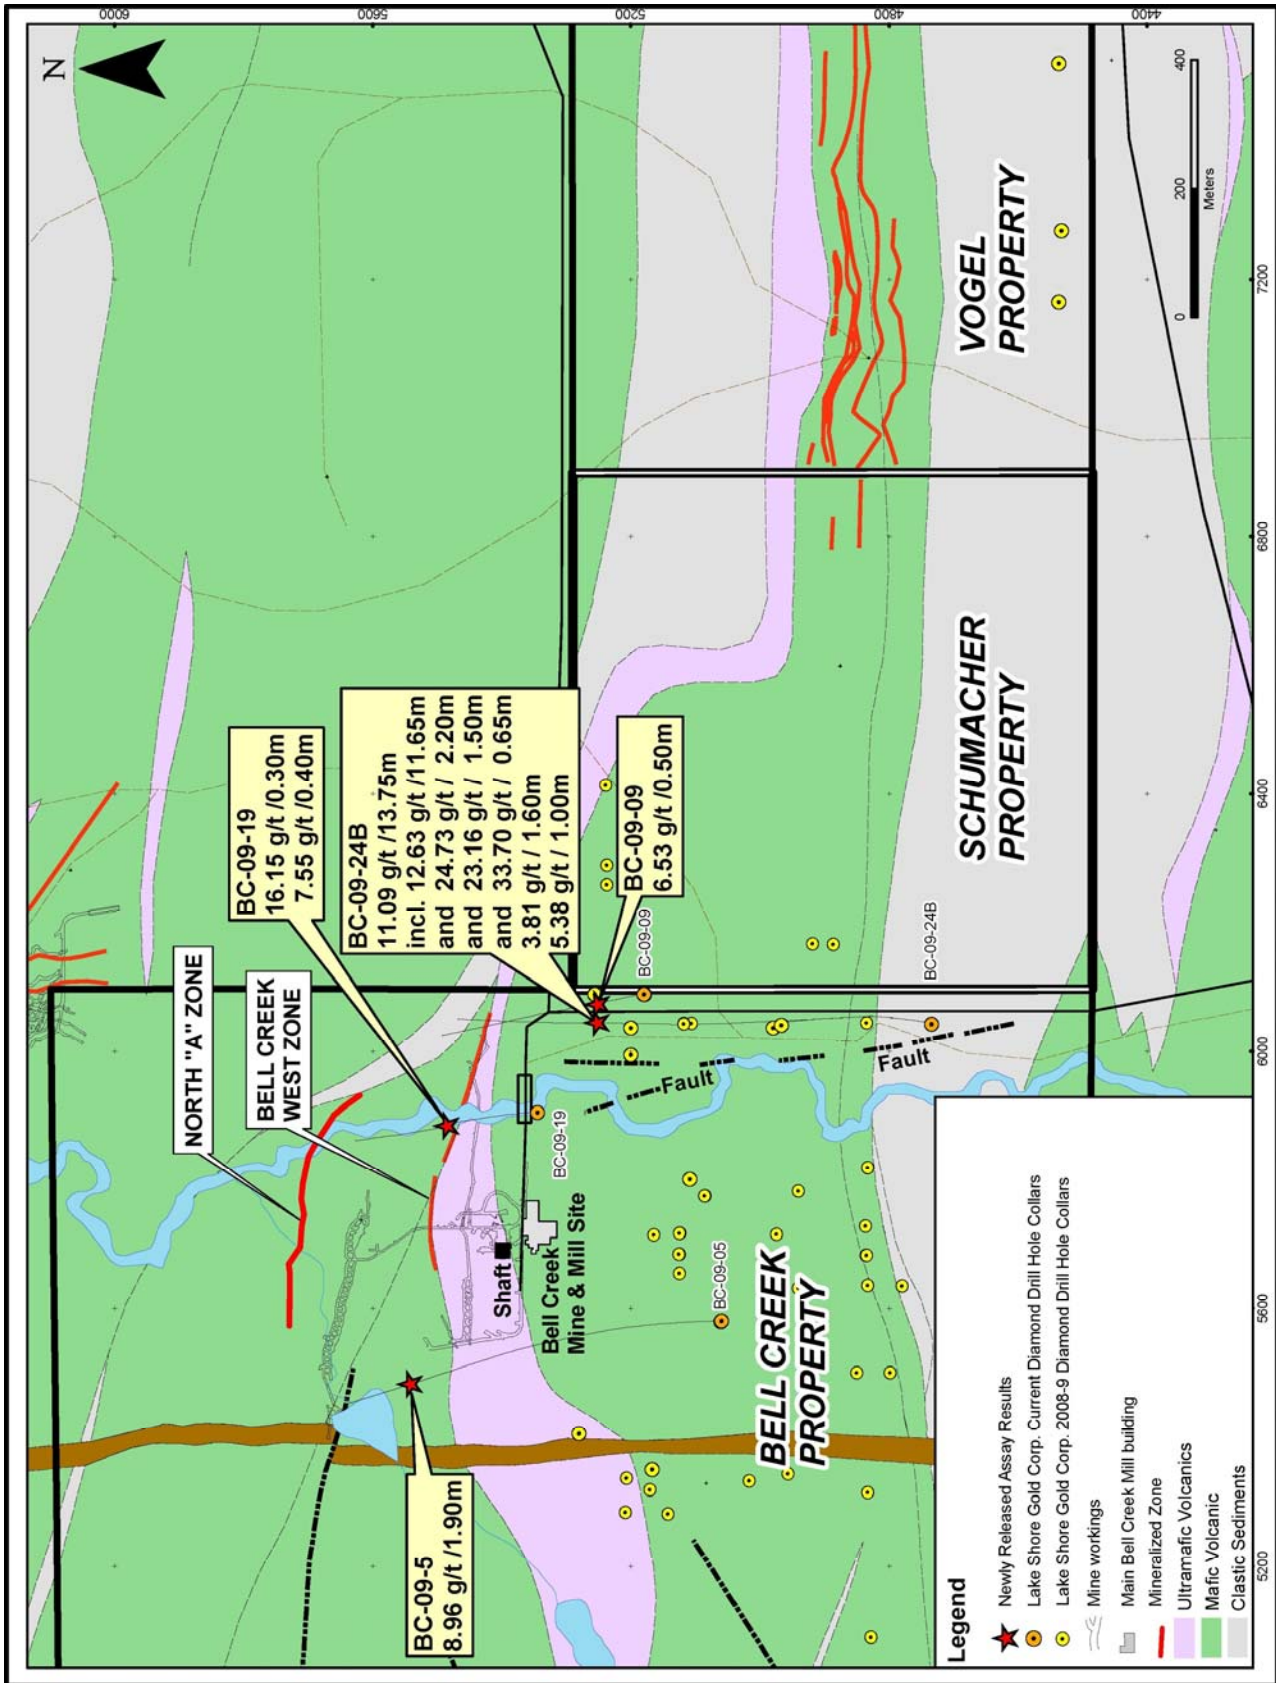 N
6000
5600
5200
4800
4400
NORTH "A" ZONE
BELL CREEK
WEST ZONE
BC-09-19
16.15 g/t /0.30m
7.55 g/t /0.40m
BC-09-24B
11.09 g/t /13.75m
incl. 12.63 g/t /11.65m
and 24.73 g/t / 2.20m
and 23.16 g/t / 1.50m
and 33.70 g/t / 0.65m
3.81 g/t / 1.60m
5.38 g/t / 1.00m
BC-09-09
6.53 g/t /0.50m
BC-09-5
8.96 g/t /1.90m
BC-09-09
BC-09-24B
BC-09-19
BC-09-05
Shaft
Bell Creek
Mine & Mill Site
Fault
Fault
BELL CREEK
PROPERTY
SCHUMACHER
PROPERTY
VOGEL
PROPERTY
0
200
400
Meters
Legend
Newly Released Assay Results
Lake Shore Gold Corp. Current Diamond Drill Hole Collars
Lake Shore Gold Corp. 2008-9 Diamond Drill Hole Collars
Mine workings
Main Bell Creek Mill building
Mineralized Zone
Ultramafic Volcanics
Mafic Volcanic
Clastic Sediments
5200
5600
6000
6400
6800
7200